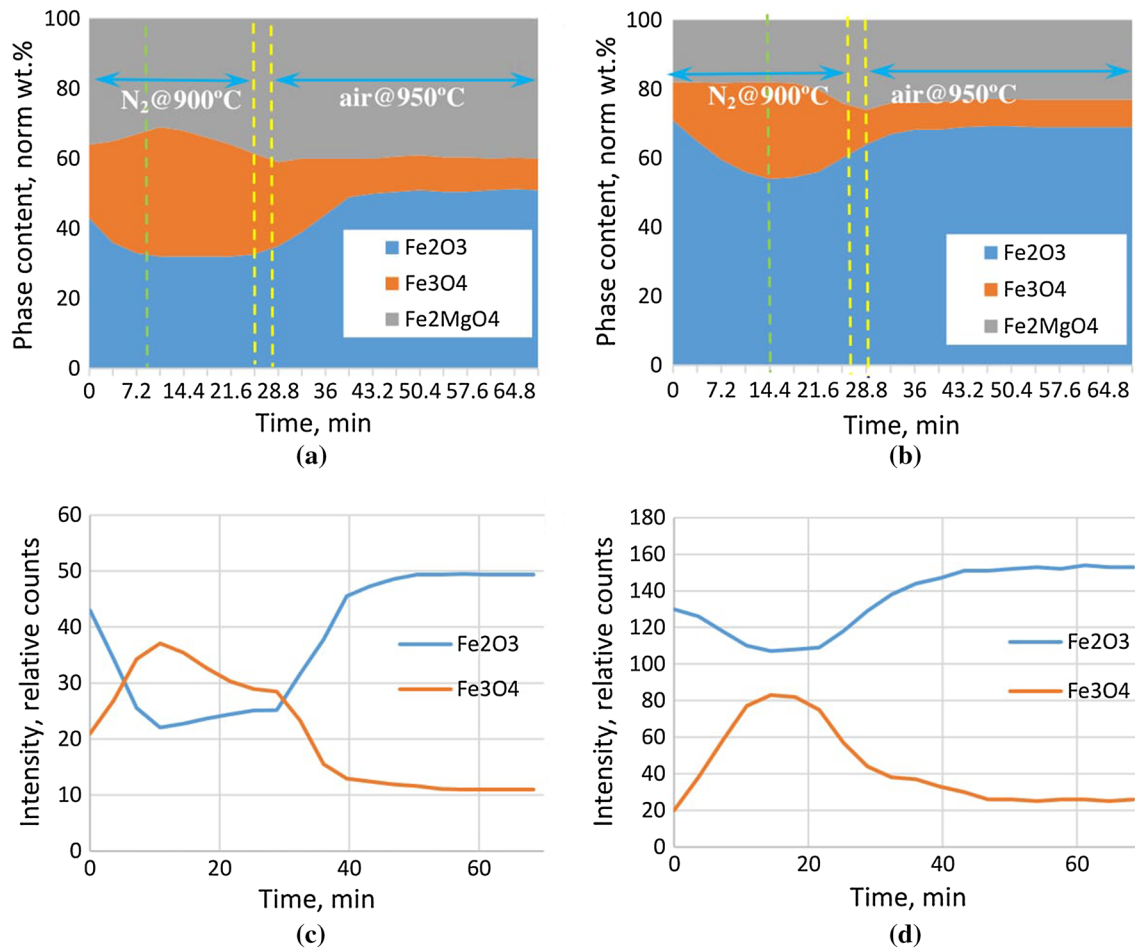 Phase content, norm wt.%
100
80
60
40
20
0
N2@900ºC
air@950ºC
Fe2O3
Fe3O4
Fe2MgO4
0 7.2 14.4 21.6 28.8 36 43.2 50.4 57.6 64.8
Time, min
(a)
Phase content, norm wt.%
100
80
60
40
20
0
N2@900ºC
air@950ºC
Fe2O3
Fe3O4
Fe2MgO4
0 7.2 14.4 21.6 28.8 36 43.2 50.4 57.6 64.8
Time, min
(b)
Intensity, relative counts
60
50
40
30
20
10
0
Fe2O3
Fe3O4
0 20 40 60
Time, min
(c)
Intensity, relative counts
180
160
140
120
100
80
60
40
20
0
Fe2O3
Fe3O4
0 20 40 60
Time, min
(d)